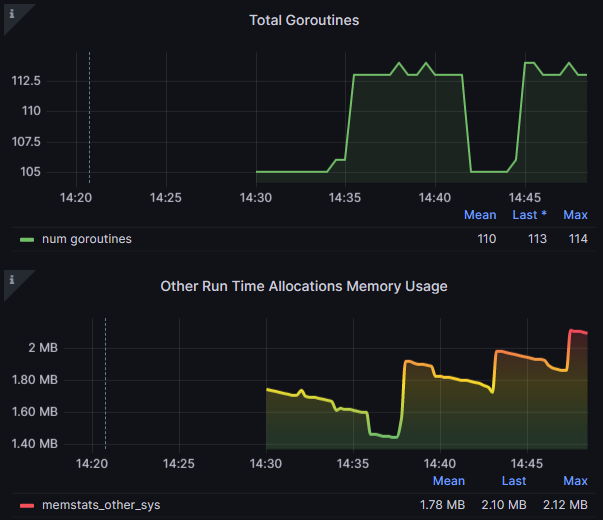 i
Total Goroutines
112.5
110
107.5
105
14:20 14:25 14:30 14:35 14:40 14:45
Mean Last * Max
num goroutines 110 113 114
i
Other Run Time Allocations Memory Usage
2 MB
1.80 MB
1.60 MB
1.40 MB
14:20 14:25 14:30 14:35 14:40 14:45
Mean Last Max
memstats_other_sys 1.78 MB 2.10 MB 2.12 MB